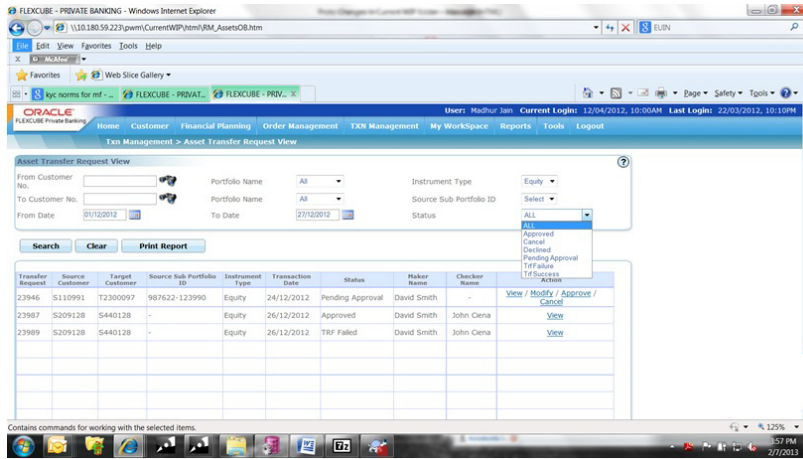 FLEXCUBE - PRIVATE BANKING - Windows Internet Explorer
\\10.180.59.223\pwm\CurrentWIP\html\RM_AssetsOB.htm
EUIN
File Edit View Favorites Tools Help
X McAfee
Favorites Web Slice Gallery
kyc norms for mf - ... FLEXCUBE - PRIVAT... FLEXCUBE - PRIV... X
Page Safety Tools
ORACLE
FLEXCUBE Private Banking
User: Madhur Jain Current Login: 12/04/2012, 10:00AM Last Login: 22/03/2012, 10:10PM
Home Customer Financial Planning Order Management TXN Management My WorkSpace Reports Tools Logout
Txn Management > Asset Transfer Request View
Asset Transfer Request View
From Customer No. Portfolio Name All Instrument Type Equity
To Customer No. Portfolio Name All Source Sub Portfolio ID Select
From Date 01/12/2012 To Date 27/12/2012 Status ALL
ALL
Approved
Cancel
Declined
Pending Approval
Trf Failure
Trf Success
Search Clear Print Report
Transfer Request Source Customer Target Customer Source Sub Portfolio ID Instrument Type Transaction Date Status Maker Name Checker Name Action
23946 S110991 T2300097 987622-123990 Equity 24/12/2012 Pending Approval David Smith - View / Modify / Approve / Cancel
23987 S209128 S440128 - Equity 26/12/2012 Approved David Smith John Ciena View
23989 S209128 S440128 - Equity 26/12/2012 TRF Failed David Smith John Ciena View
Contains commands for working with the selected items.
125%
3:57 PM
2/7/2013